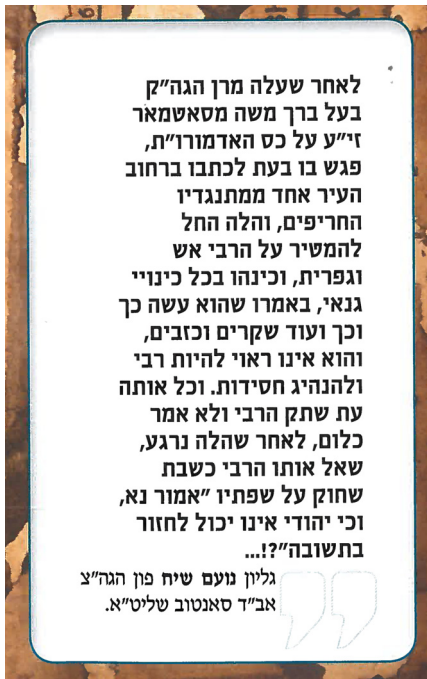 לאחר שעלה מרן הגה"ק
בעל ברך משה מסאטמאר
זי"ע על כס האדמורו"ת,
פגש בו בעת לכתבו ברחוב
העיר אחד ממתנגדיו
החריפים, והלה החל
להמטיר על הרבי אש
וגפרית, וכינהו בכל כינויי
גנאי, באמרו שהוא עשה כך
וכך ועוד שקרים וכזבים,
והוא אינו ראוי להיות רבי
ולהנהיג חסידות. וכל אותה
עת שתק הרבי ולא אמר
כלום, לאחר שהלה נרגע,
שאל אותו הרבי כשבת
שחוק על שפתיו "אמור נא,
וכי יהודי אינו יכול לחזור
בתשובה"?!...
גליון נועם שיח פון הגה"צ
אב"ד סאנטוב שליט"א.